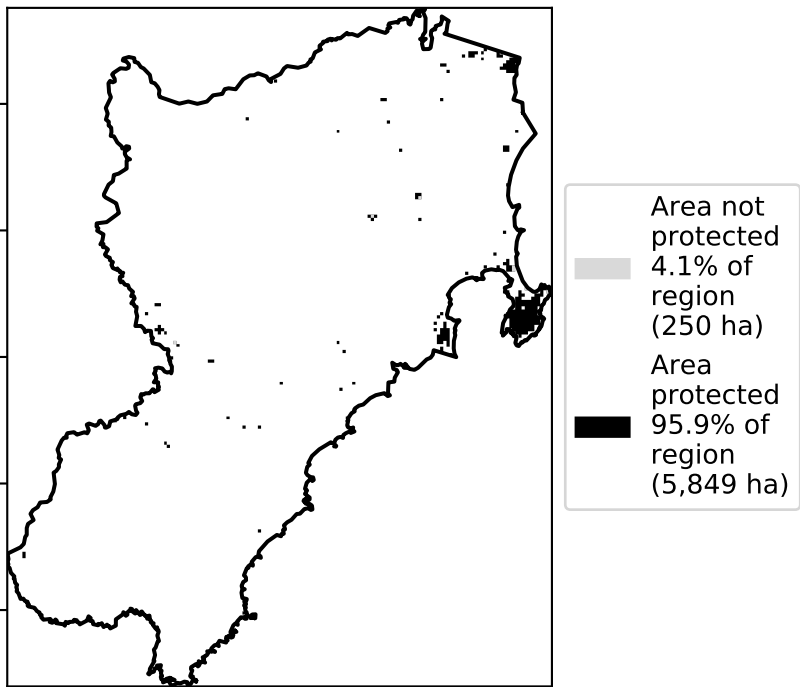 Area not
protected
4.1% of
region
(250 ha)
Area
protected
95.9% of
region
(5,849 ha)